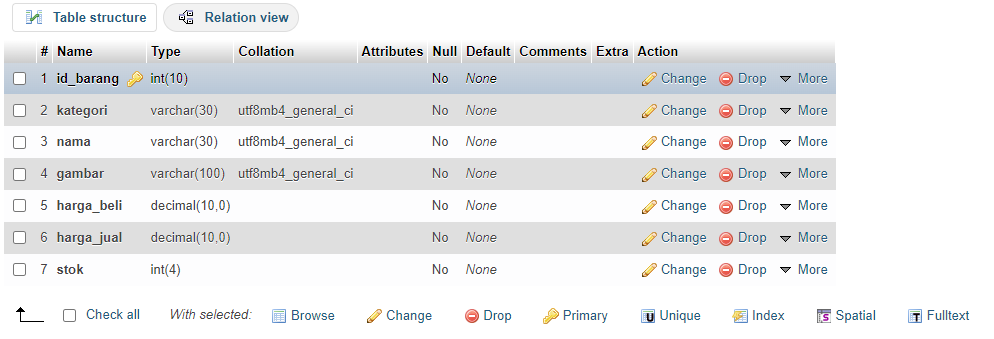 Table structure Relation view
# Name Type Collation Attributes Null Default Comments Extra Action
1 id_barang int(10) No None Change Drop More
2 kategori varchar(30) utf8mb4_general_ci No None Change Drop More
3 nama varchar(30) utf8mb4_general_ci No None Change Drop More
4 gambar varchar(100) utf8mb4_general_ci No None Change Drop More
5 harga_beli decimal(10,0) No None Change Drop More
6 harga_jual decimal(10,0) No None Change Drop More
7 stok int(4) No None Change Drop More
Check all With selected: Browse Change Drop Primary Unique Index Spatial Fulltext